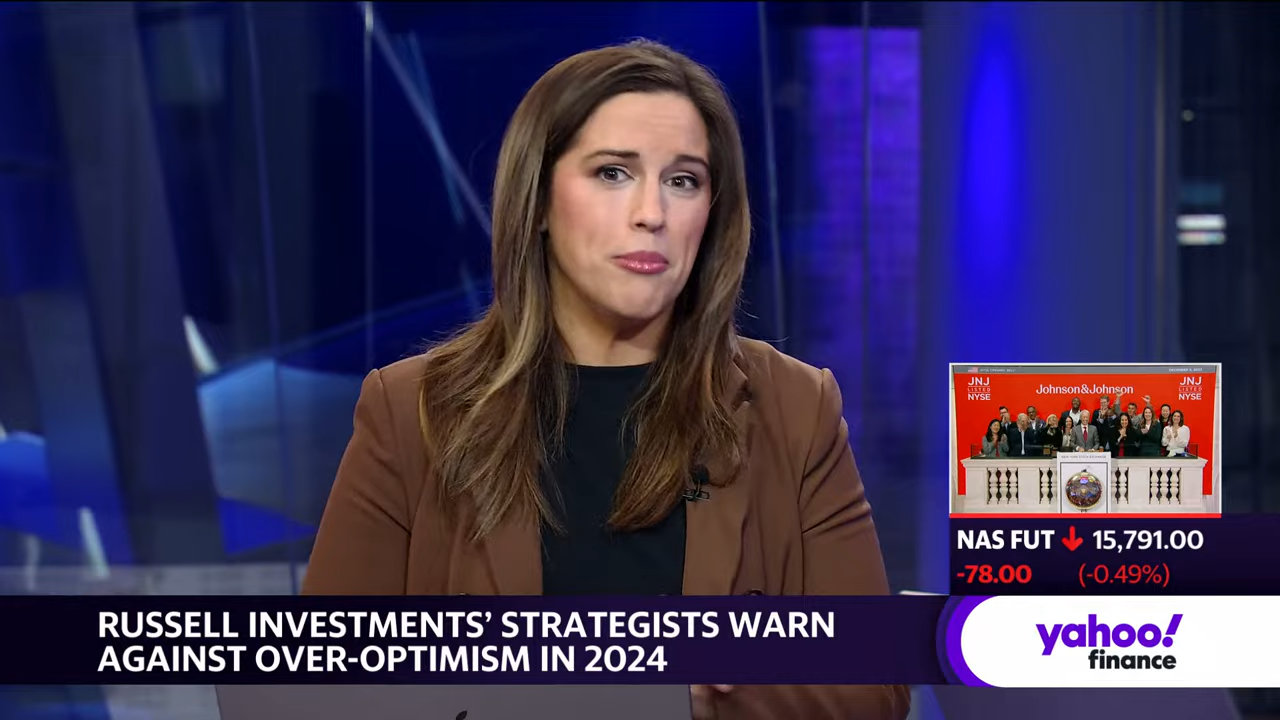 JNJ
LISTED
NYSE
Johnson&Johnson
JNJ
LISTED
NYSE
NAS FUT 15,791.00
-78.00 (-0.49%)
RUSSELL INVESTMENTS' STRATEGISTS WARN
AGAINST OVER-OPTIMISM IN 2024
yahoo!
finance